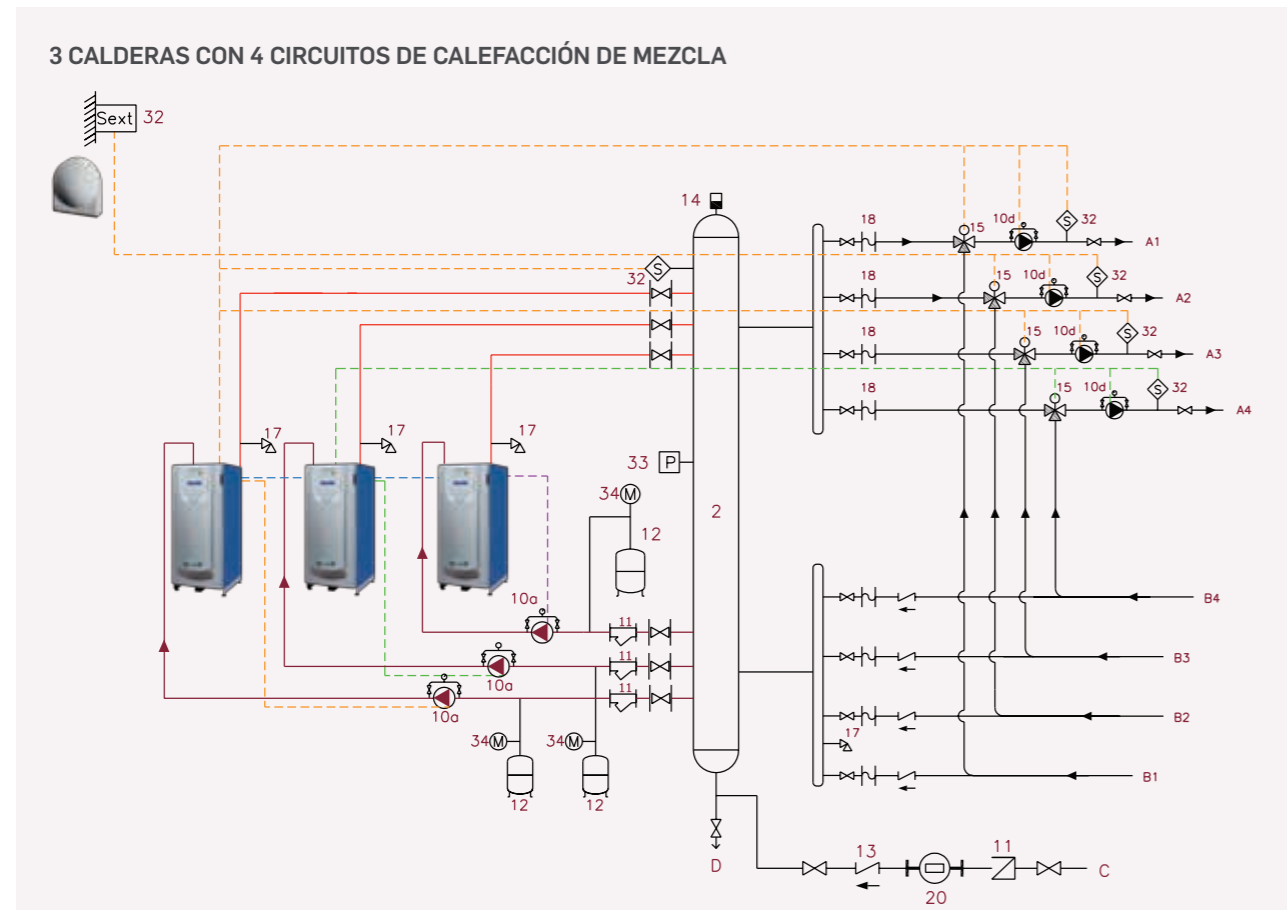 3 CALDERAS CON 4 CIRCUITOS DE CALEFACCIÓN DE MEZCLA
Sext 32
14
18 15 10d 32 A1
32
18 15 10d 32 A2
18 15 10d 32 A3
18 15 10d 32 A4
17 17 17
33 P
34 M
2
12
10a
11
B4
10a
11
B3
10a
11
B2
34 M 34 M
17
12 12
B1
D
13 11
C
20
S
S
S
S
S